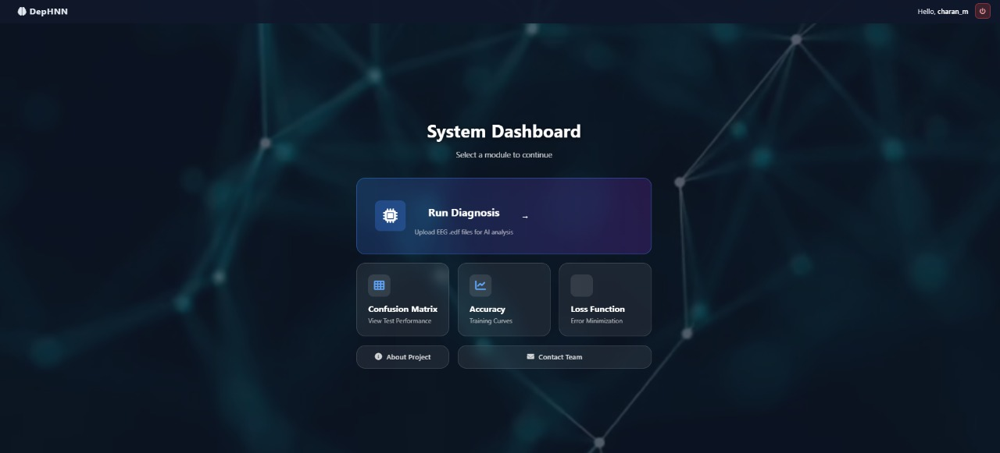 DepHNN
Hello, charan_m
System Dashboard
Select a module to continue
Run Diagnosis →
Upload EEG .edf files for AI analysis
Confusion Matrix
View Test Performance
Accuracy
Training Curves
Loss Function
Error Minimization
About Project
Contact Team